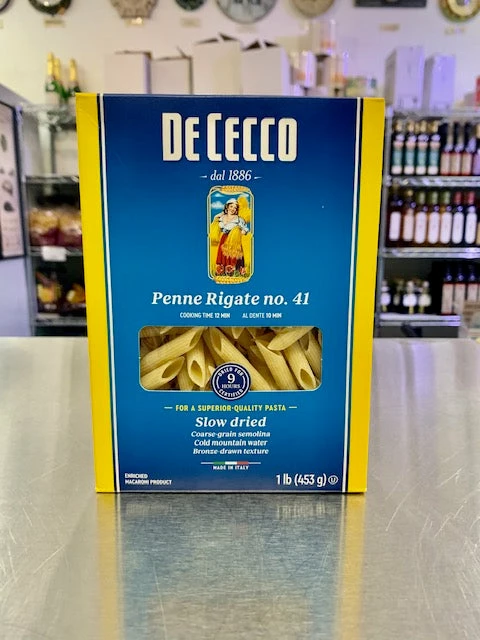 DE CECCO
dal 1886
Penne Rigate no. 41
COOKING TIME 12 MIN AL DENTE 10 MIN
DRIED FOR
9
HOURS
CERTIFIED
FOR A SUPERIOR-QUALITY PASTA
Slow dried
Coarse-grain semolina
Cold mountain water
Bronze-drawn texture
MADE IN ITALY
ENRICHED
MACARONI PRODUCT
1 lb (453 g) U